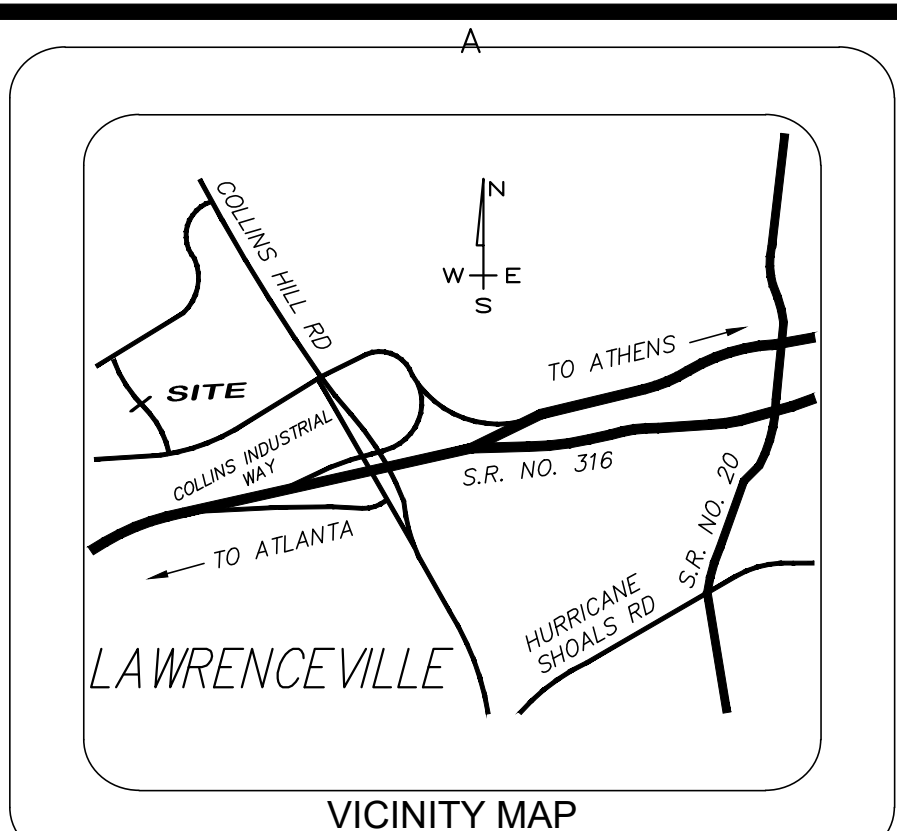 A
COLLINS HILL RD
N
W E
S
TO ATHENS
SITE
COLLINS INDUSTRIAL
WAY
S.R. NO. 316
S.R. NO. 20
TO ATLANTA
HURRICANE
SHOALS RD
LAWRENCEVILLE
VICINITY MAP